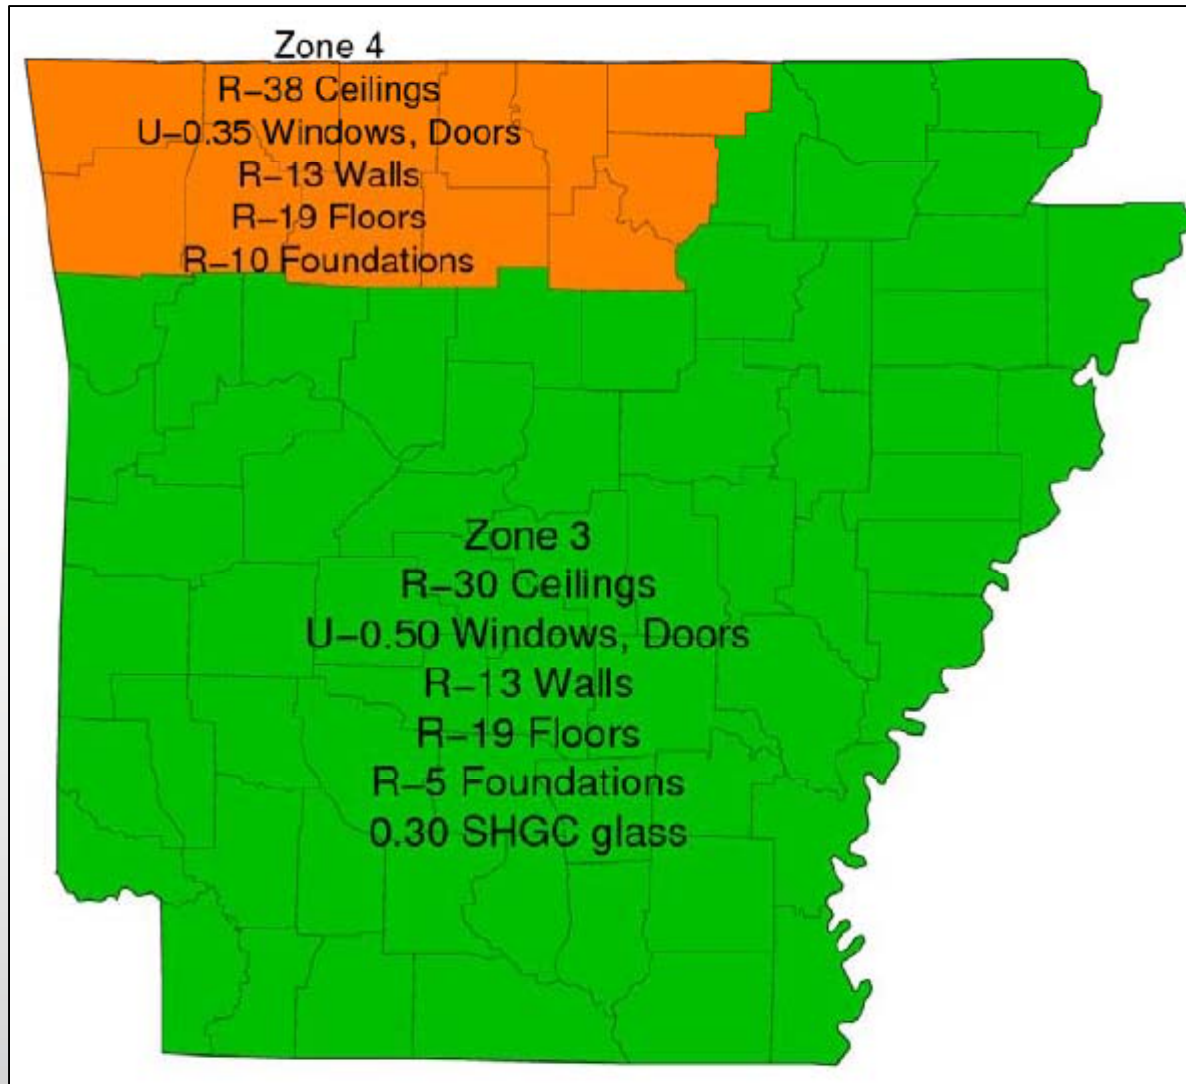 Zone 4
R-38 Ceilings
U-0.35 Windows, Doors
R-13 Walls
R-19 Floors
R-10 Foundations
Zone 3
R-30 Ceilings
U-0.50 Windows, Doors
R-13 Walls
R-19 Floors
R-5 Foundations
0.30 SHGC glass